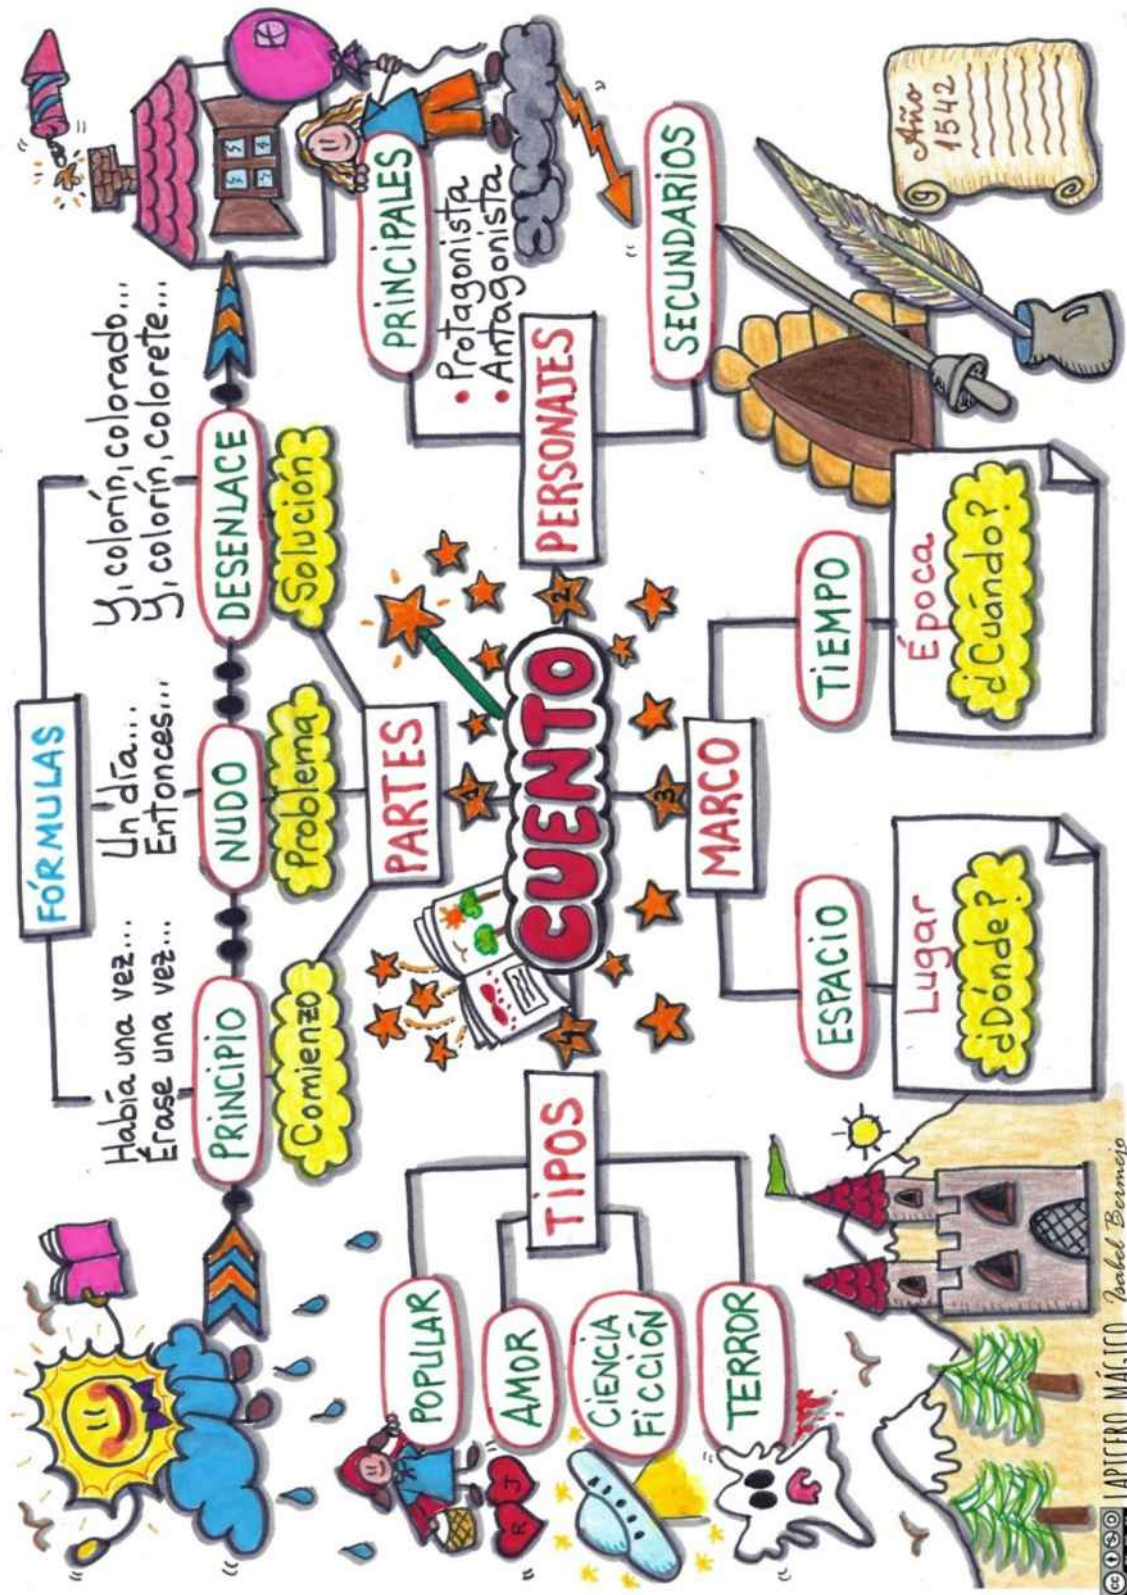 FÓRMULAS
Había una vez...
Érase una vez...
Un día...
Entonces...
Y, colorín, colorado...
Y, colorín, colorete...
PRINCIPIO
NUDO
DESENLACE
Comienzo
Problema
Solución
PARTES
1
CUENTO
2
PERSONAJES
PRINCIPALES
• Protagonista
• Antagonista
SECUNDARIOS
3
MARCO
ESPACIO
Lugar
¿Dónde?
TIEMPO
Época
¿Cuándo?
4
TIPOS
POPULAR
AMOR
R J
CIENCIA
FICCIÓN
TERROR
Año
1542
LAPICERO MÁGICO Isabel Bermejo
cc